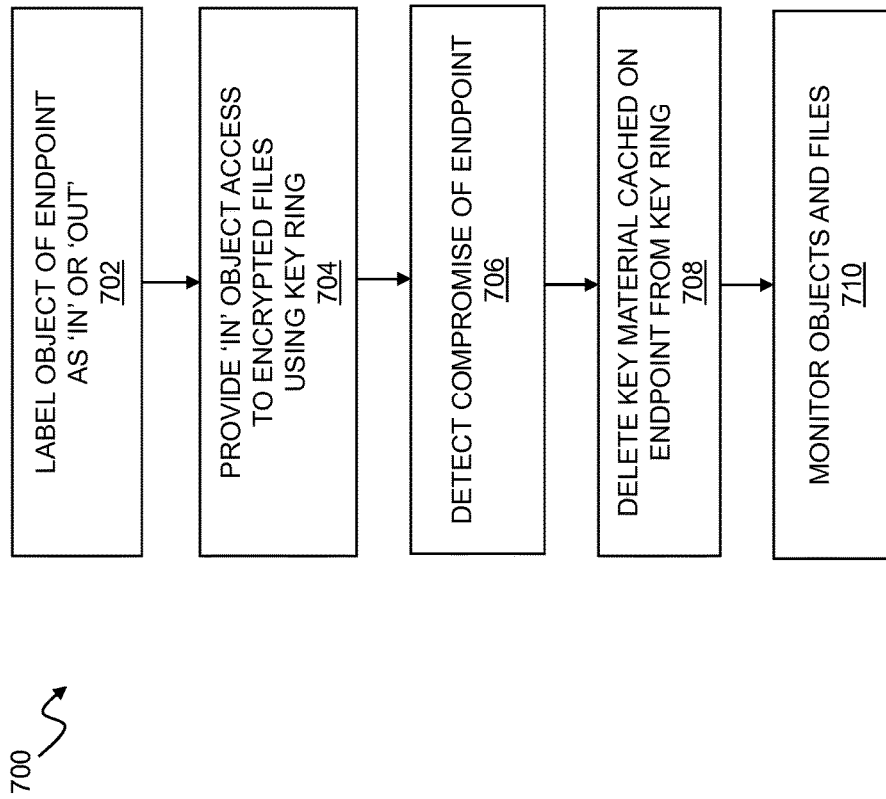 700
LABEL OBJECT OF ENDPOINT
AS ‘IN’ OR ‘OUT’
702
PROVIDE ‘IN’ OBJECT ACCESS
TO ENCRYPTED FILES
USING KEY RING
704
DETECT COMPROMISE OF ENDPOINT
706
DELETE KEY MATERIAL CACHED ON
ENDPOINT FROM KEY RING
708
MONITOR OBJECTS AND FILES
710